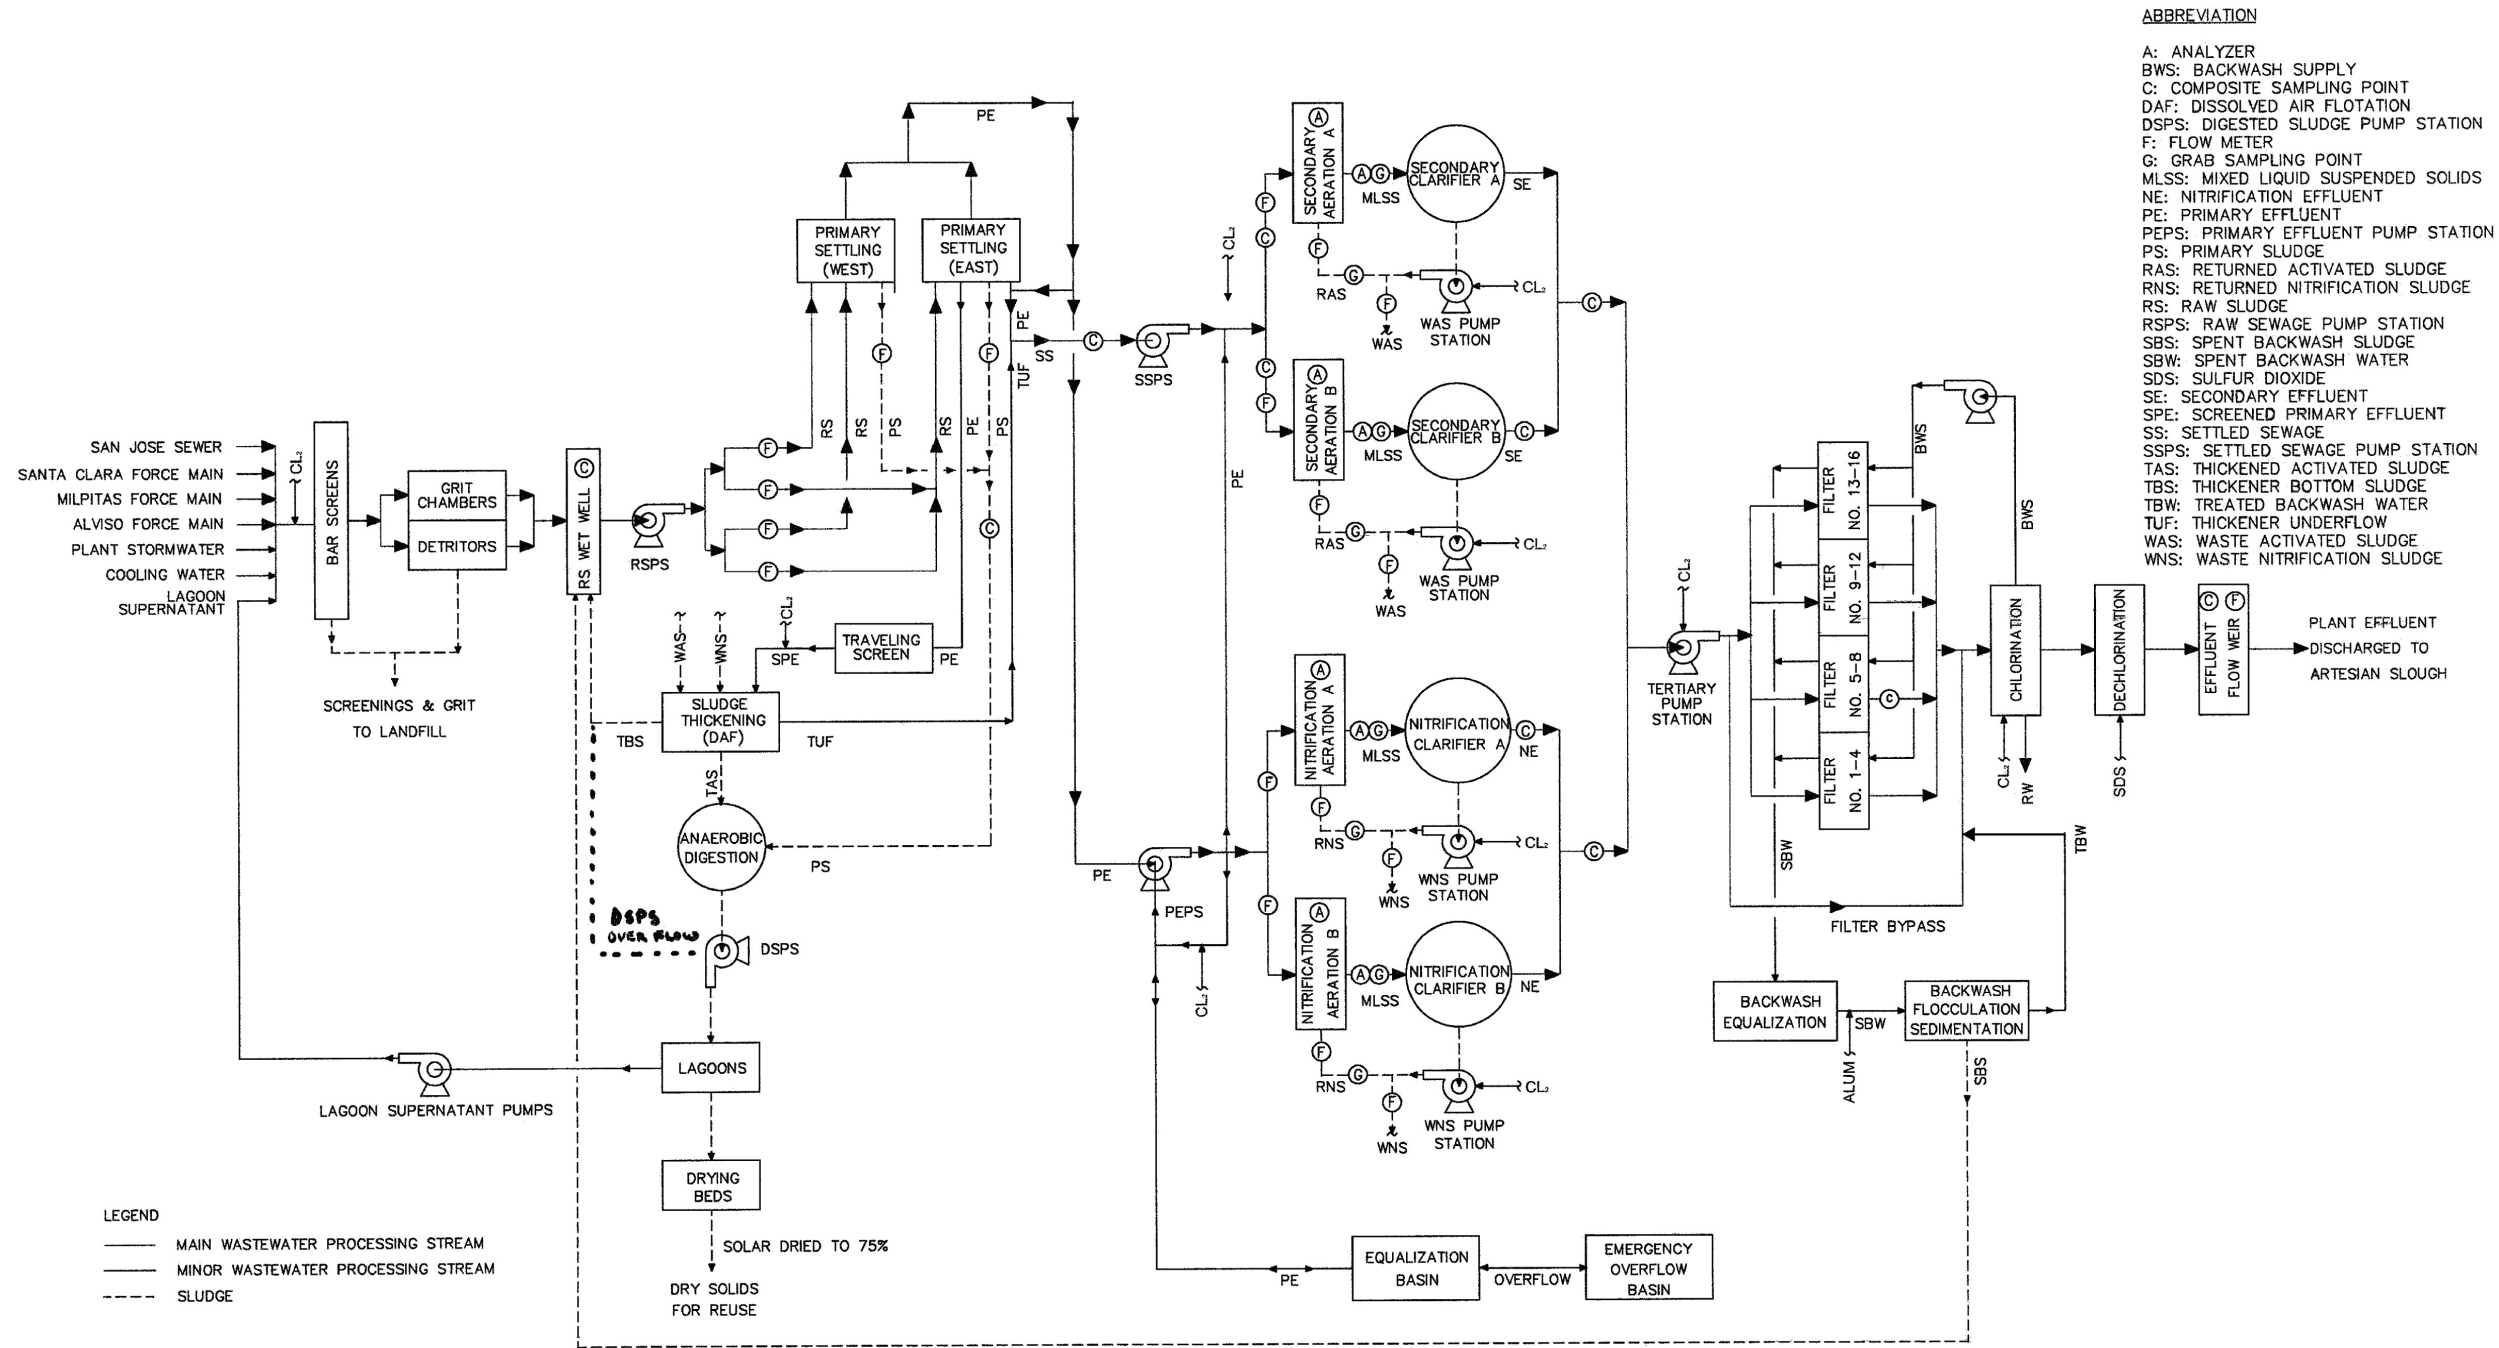 ABBREVIATION
A: ANALYZER
BWS: BACKWASH SUPPLY
C: COMPOSITE SAMPLING POINT
DAF: DISSOLVED AIR FLOTATION
DSPS: DIGESTED SLUDGE PUMP STATION
F: FLOW METER
G: GRAB SAMPLING POINT
MLSS: MIXED LIQUID SUSPENDED SOLIDS
NE: NITRIFICATION EFFLUENT
PE: PRIMARY EFFLUENT
PEPS: PRIMARY EFFLUENT PUMP STATION
PS: PRIMARY SLUDGE
RAS: RETURNED ACTIVATED SLUDGE
RNS: RETURNED NITRIFICATION SLUDGE
RS: RAW SLUDGE
RSPS: RAW SEWAGE PUMP STATION
SBS: SPENT BACKWASH SLUDGE
SBW: SPENT BACKWASH WATER
SDS: SULFUR DIOXIDE
SE: SECONDARY EFFLUENT
SPE: SCREENED PRIMARY EFFLUENT
SS: SETTLED SEWAGE
SSPS: SETTLED SEWAGE PUMP STATION
TAS: THICKENED ACTIVATED SLUDGE
TBS: THICKENER BOTTOM SLUDGE
TBW: TREATED BACKWASH WATER
TUF: THICKENER UNDERFLOW
WAS: WASTE ACTIVATED SLUDGE
WNS: WASTE NITRIFICATION SLUDGE
SAN JOSE SEWER
SANTA CLARA FORCE MAIN
MILPITAS FORCE MAIN
ALVISO FORCE MAIN
PLANT STORMWATER
COOLING WATER
LAGOON
SUPERNATANT
CL₂
BAR SCREENS
GRIT
CHAMBERS
DETRITORS
SCREENINGS & GRIT
TO LANDFILL
RS WET WELL
C
RSPS
F
F
F
F
RS
RS
PS
RS
PE
PS
F
F
C
PRIMARY
SETTLING
(WEST)
PRIMARY
SETTLING
(EAST)
PE
PE
TUF
SS
C
SSPS
WAS
WNS
CL₂
SPE
TRAVELING
SCREEN
PE
SLUDGE
THICKENING
(DAF)
TBS
TUF
TAS
ANAEROBIC
DIGESTION
PS
DSPS
OVER FLOW
DSPS
LAGOONS
LAGOON SUPERNATANT PUMPS
DRYING
BEDS
SOLAR DRIED TO 75%
DRY SOLIDS
FOR REUSE
LEGEND
MAIN WASTEWATER PROCESSING STREAM
MINOR WASTEWATER PROCESSING STREAM
SLUDGE
CL₂
PE
F
C
C
F
SECONDARY
AERATION A
A
A G
MLSS
SECONDARY
CLARIFIER A
SE
F
G
RAS
F
WAS
CL₂
WAS PUMP
STATION
C
SECONDARY
AERATION B
A
A G
MLSS
SECONDARY
CLARIFIER B
C
SE
F
G
RAS
F
WAS
CL₂
WAS PUMP
STATION
PE
PEPS
CL₂
F
F
NITRIFICATION
AERATION A
A
A G
MLSS
NITRIFICATION
CLARIFIER A
C
NE
F
G
RNS
F
WNS
CL₂
WNS PUMP
STATION
C
NITRIFICATION
AERATION B
A
A G
MLSS
NITRIFICATION
CLARIFIER B
NE
F
G
RNS
F
WNS
CL₂
WNS PUMP
STATION
PE
EQUALIZATION
BASIN
OVERFLOW
EMERGENCY
OVERFLOW
BASIN
CL₂
TERTIARY
PUMP
STATION
FILTER
NO. 13-16
FILTER
NO. 9-12
FILTER
NO. 5-8
FILTER
NO. 1-4
C
BWS
BWS
SBW
FILTER BYPASS
TBW
BACKWASH
EQUALIZATION
SBW
ALUM
BACKWASH
FLOCCULATION
SEDIMENTATION
SBS
CHLORINATION
CL₂
RW
DECHLORINATION
SDS
C F
EFFLUENT
FLOW WEIR
PLANT EFFLUENT
DISCHARGED TO
ARTESIAN SLOUGH